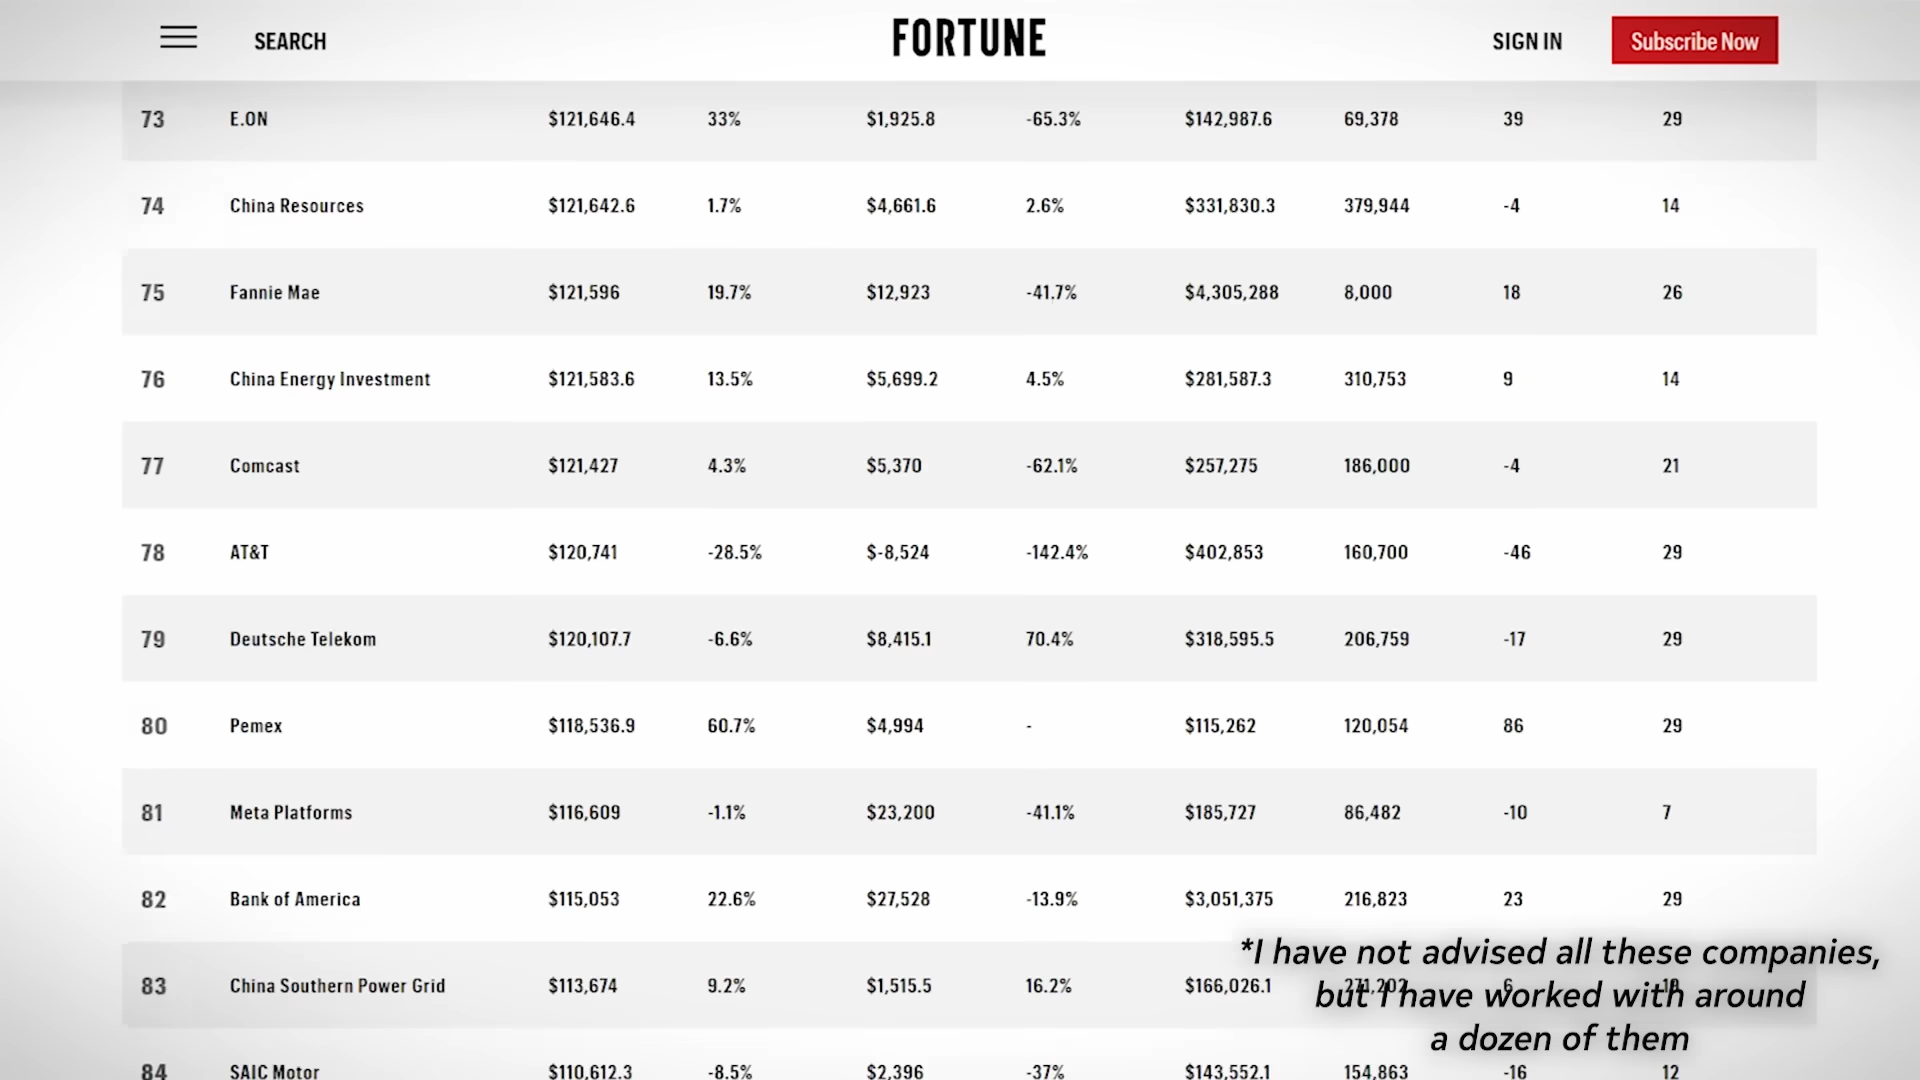 SEARCH FORTUNE SIGN IN Subscribe Now
73 E.ON $121,646.4 33% $1,925.8 -65.3% $142,987.6 69,378 39 29
74 China Resources $121,642.6 1.7% $4,661.6 2.6% $331,830.3 379,944 -4 14
75 Fannie Mae $121,596 19.7% $12,923 -41.7% $4,305,288 8,000 18 26
76 China Energy Investment $121,583.6 13.5% $5,699.2 4.5% $281,587.3 310,753 9 14
77 Comcast $121,427 4.3% $5,370 -62.1% $257,275 186,000 -4 21
78 AT&T $120,741 -28.5% $-8,524 -142.4% $402,853 160,700 -46 29
79 Deutsche Telekom $120,107.7 -6.6% $8,415.1 70.4% $318,595.5 206,759 -17 29
80 Pemex $118,536.9 60.7% $4,994 - $115,262 120,054 86 29
81 Meta Platforms $116,609 -1.1% $23,200 -41.1% $185,727 86,482 -10 7
82 Bank of America $115,053 22.6% $27,528 -13.9% $3,051,375 216,823 23 29
83 China Southern Power Grid $113,674 9.2% $1,515.5 16.2% $166,026.1 6
84 SAIC Motor $110,612.3 -8.5% $2,396 -37% $143,552.1 154,863 -16 12
*I have not advised all these companies,
but I have worked with around
a dozen of them